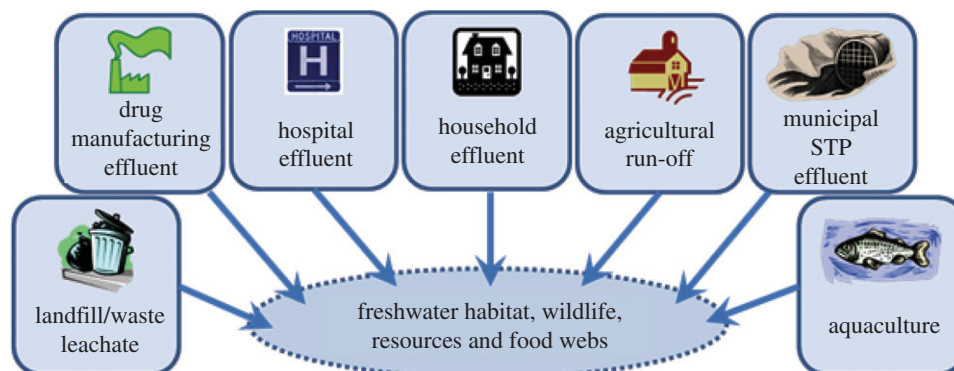 drug
manufacturing
effluent
HOSPITAL
H
hospital
effluent
household
effluent
agricultural
run-off
municipal
STP
effluent
landfill/waste
leachate
freshwater habitat, wildlife,
resources and food webs
aquaculture